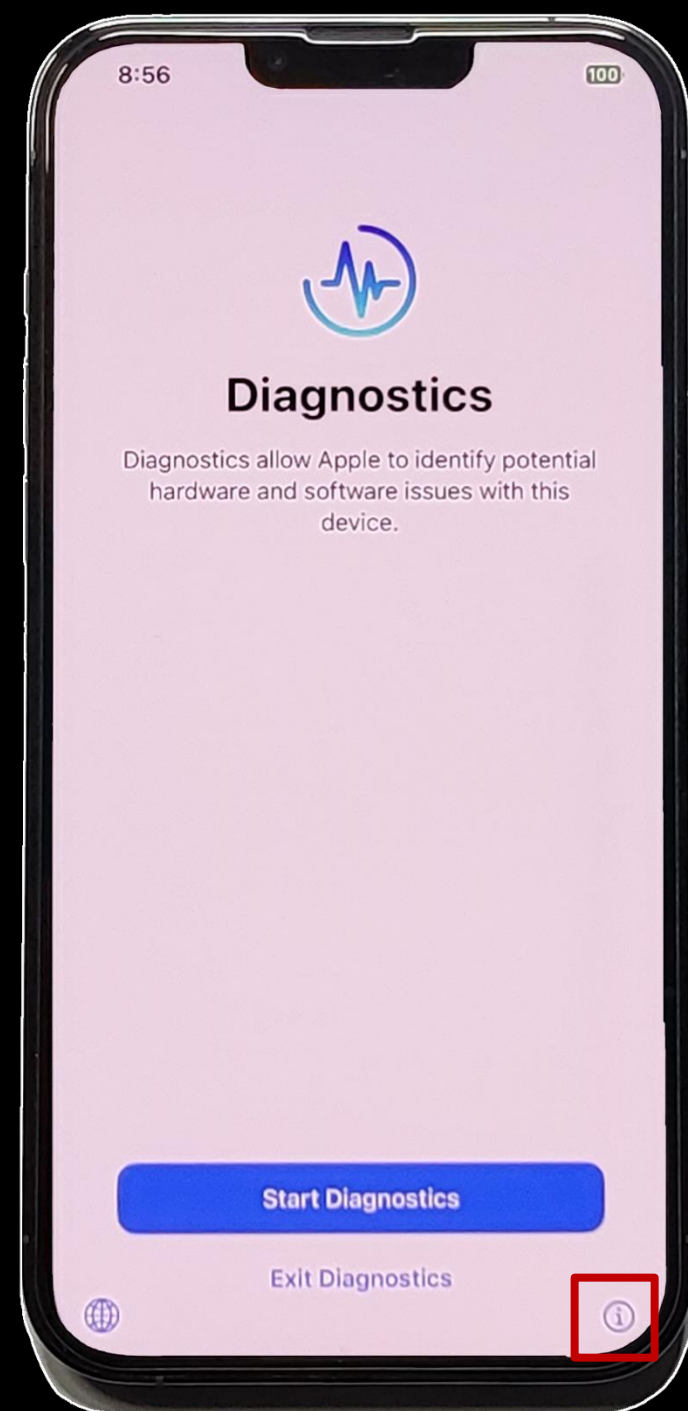 8:56
100
Diagnostics
Diagnostics allow Apple to identify potential
hardware and software issues with this
device.
Start Diagnostics
Exit Diagnostics
i